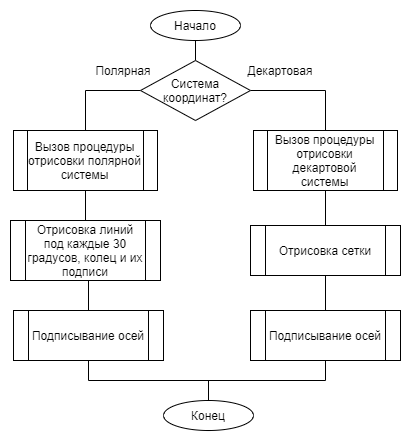 Начало
Полярная
Декартовая
Система
координат?
Вызов процедуры
отрисовки полярной
системы
Вызов процедуры
отрисовки
декартовой
системы
Отрисовка линий
под каждые 30
градусов, колец и их
подписи
Отрисовка сетки
Подписывание осей
Подписывание осей
Конец